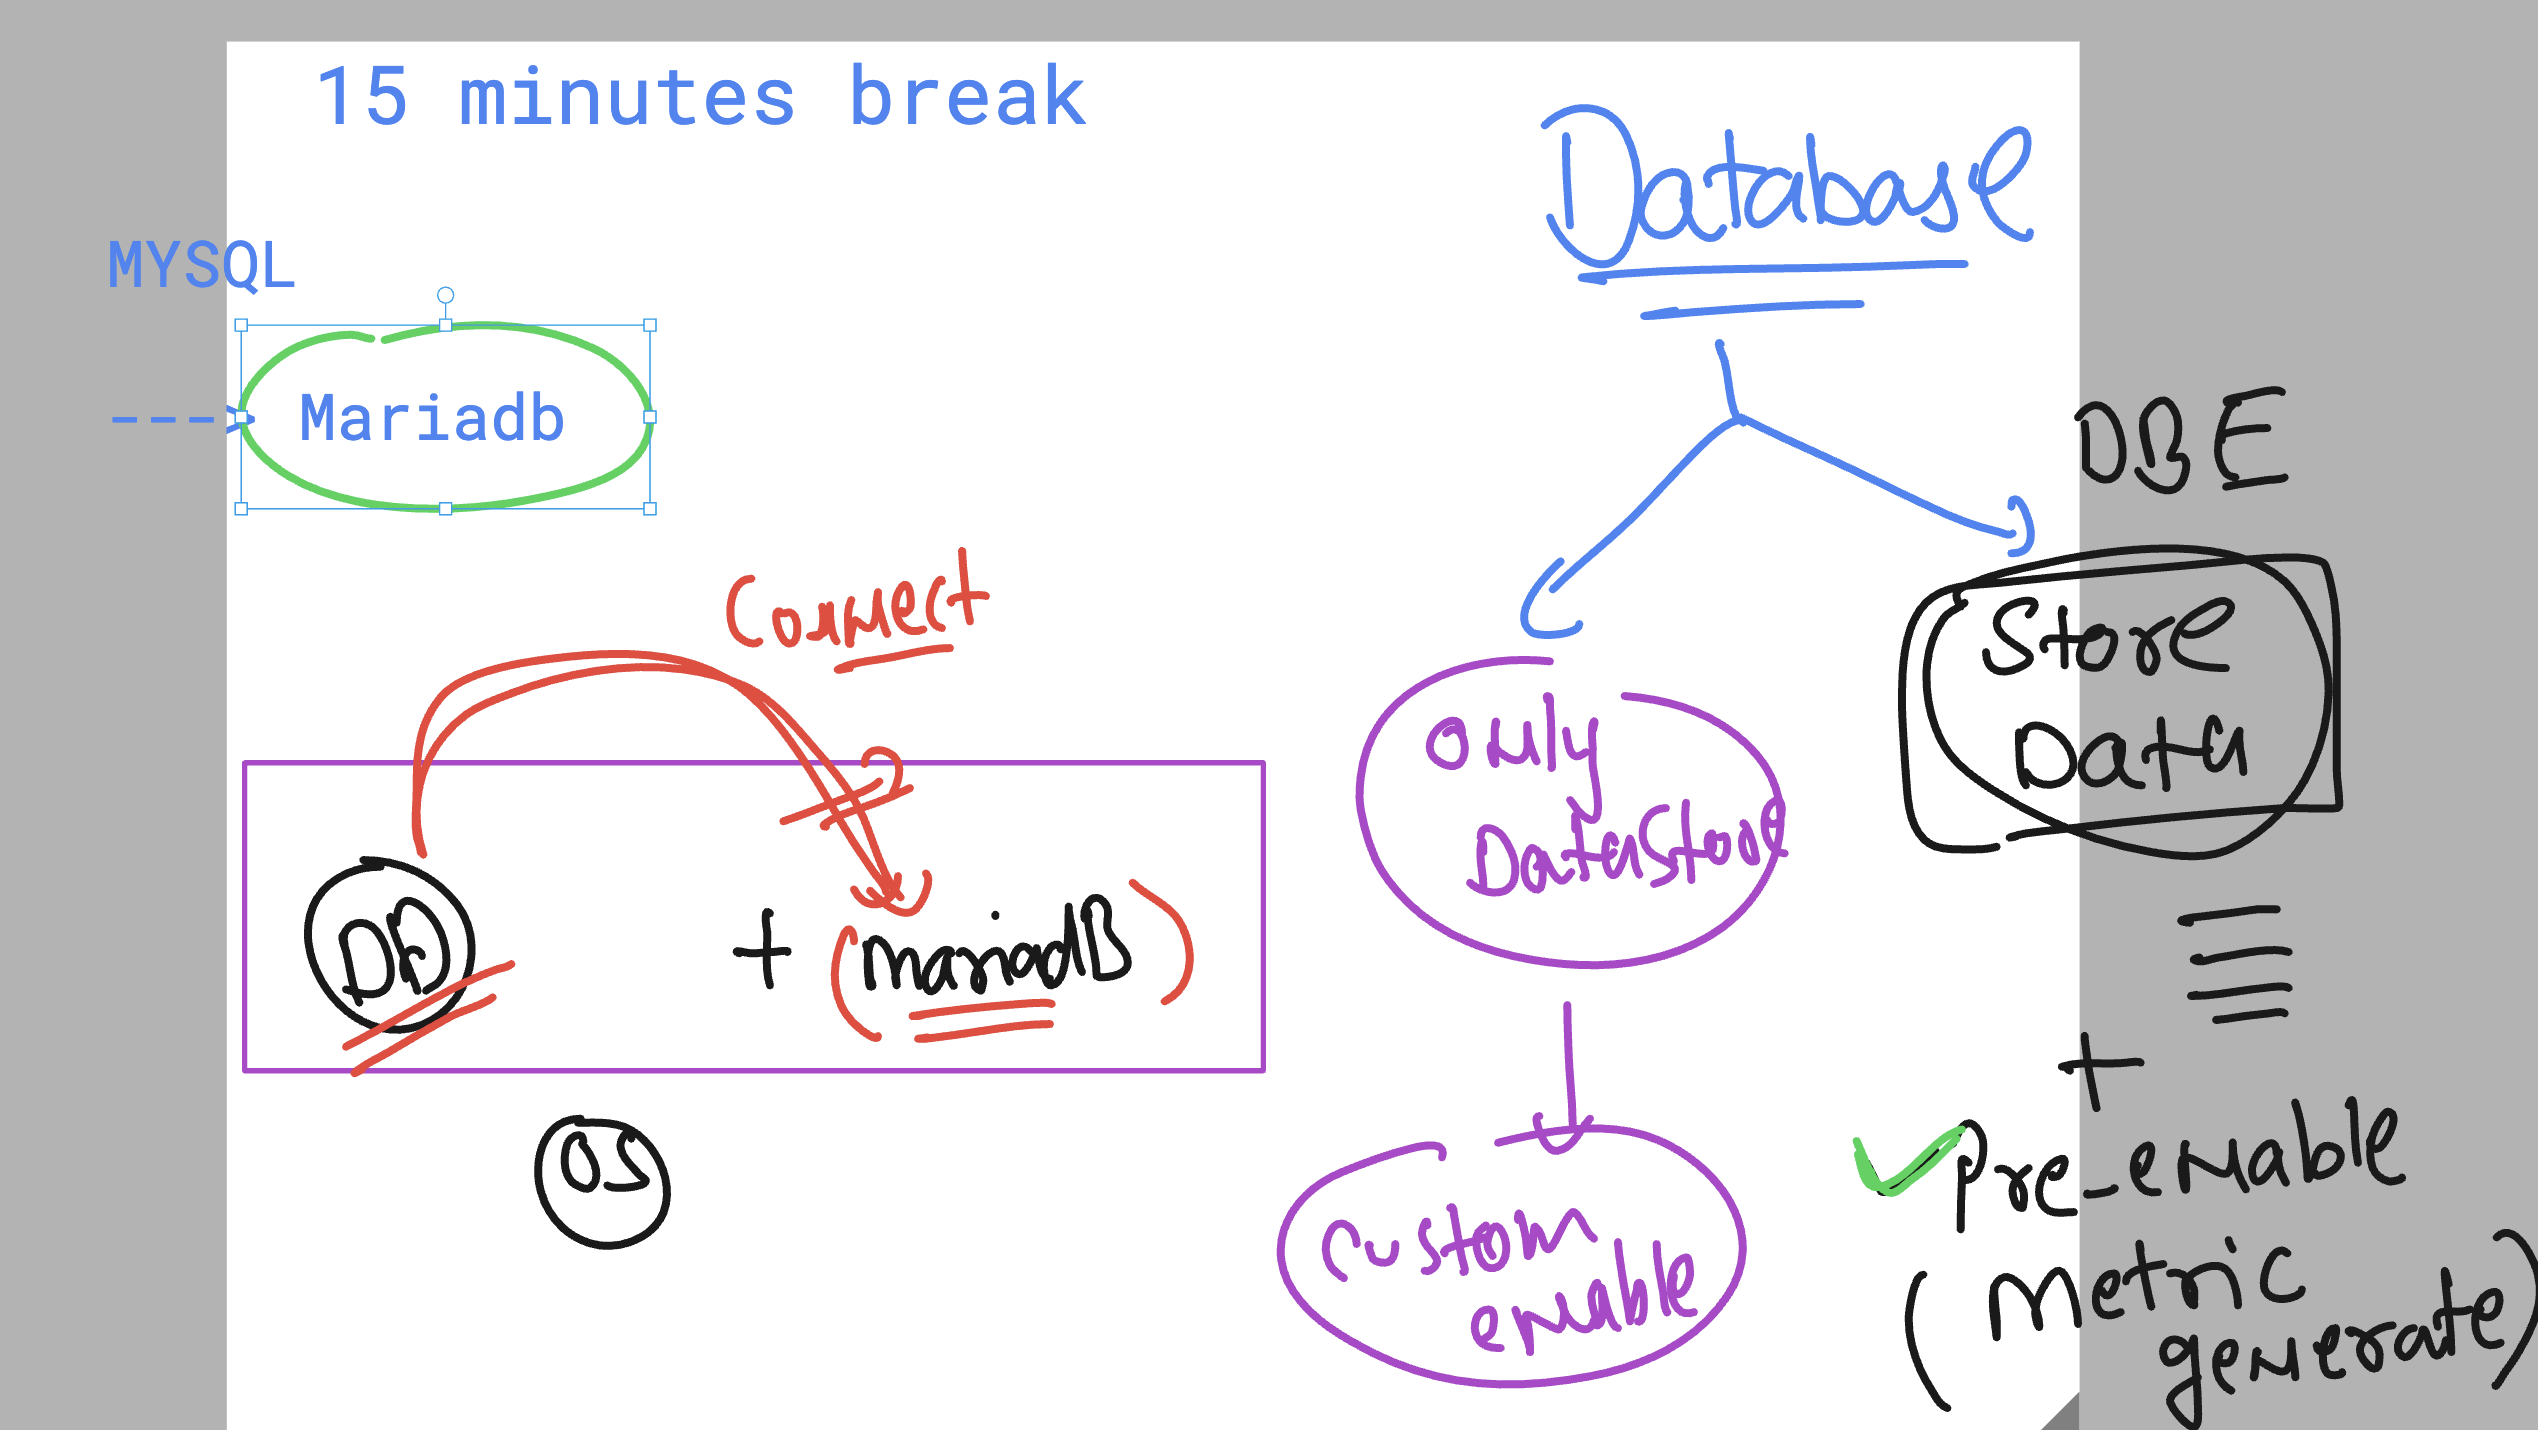 15 minutes break
Database
MYSQL
---> Mariadb
DBE
Connect
Store
Data
only
Datastore
DB + (mariadB)
+
OS
Pre-enable
custom
enable
(Metric
generate)